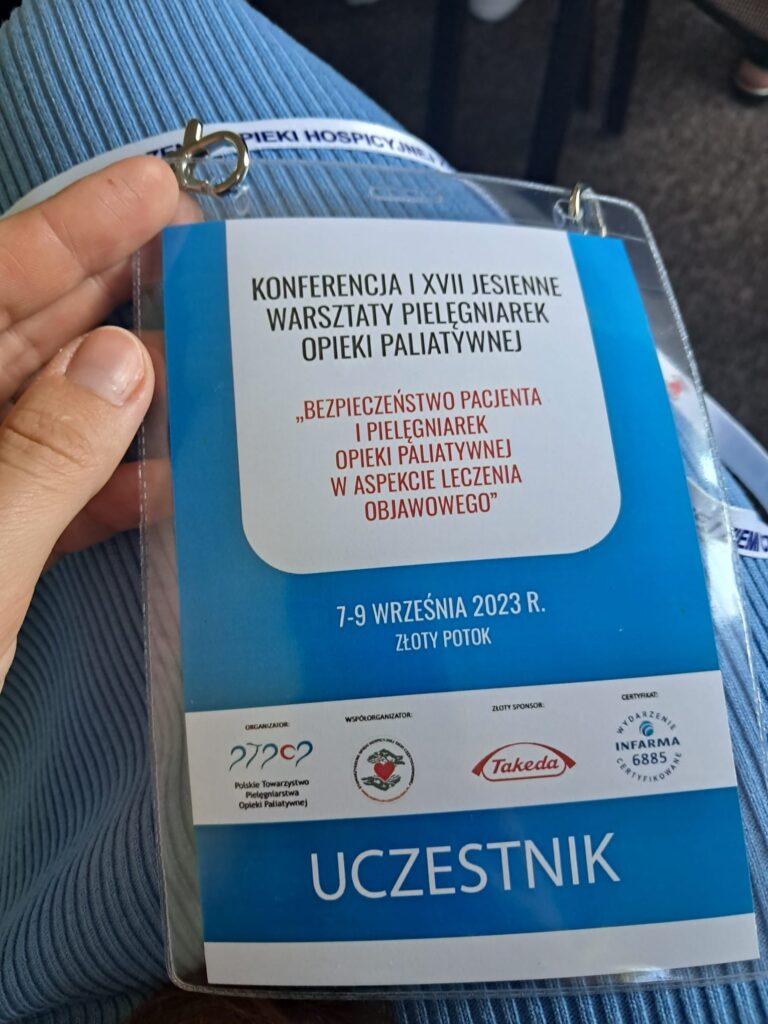 OPIEKI HOSPICYJNEJ
KONFERENCJA I XVII JESIENNE
WARSZTATY PIELĘGNIAREK
OPIEKI PALIATYWNEJ
„BEZPIECZEŃSTWO PACJENTA
I PIELĘGNIAREK
OPIEKI PALIATYWNEJ
W ASPEKCIE LECZENIA
OBJAWOWEGO”
7-9 WRZEŚNIA 2023 R.
ZŁOTY POTOK
ORGANIZATOR:
Polskie Towarzystwo
Pielęgniarstwa
Opieki Paliatywnej
WSPÓŁORGANIZATOR:
ZŁOTY SPONSOR:
Takeda
CERTYFIKAT:
WYDARZENIE
INFARMA
6885
CERTYFIKOWANE
UCZESTNIK